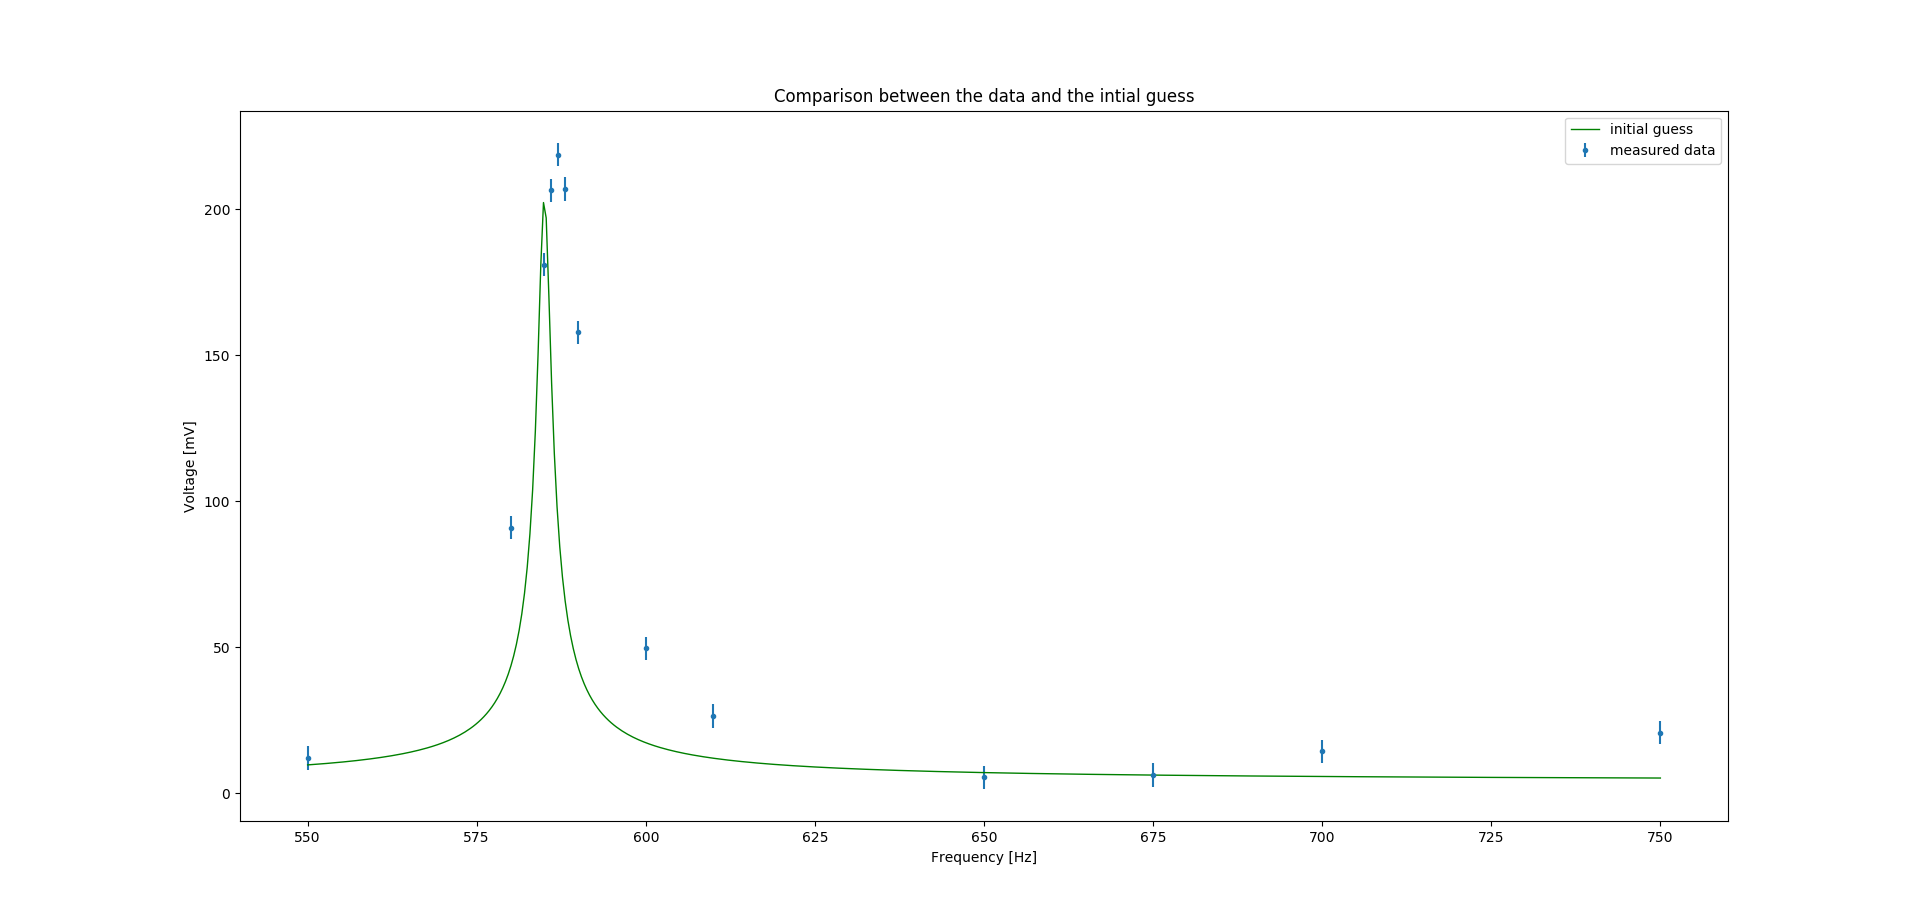 Comparison between the data and the intial guess
initial guess
measured data
Voltage [mV]
200
150
100
50
0
550
575
600
625
650
675
700
725
750
Frequency [Hz]